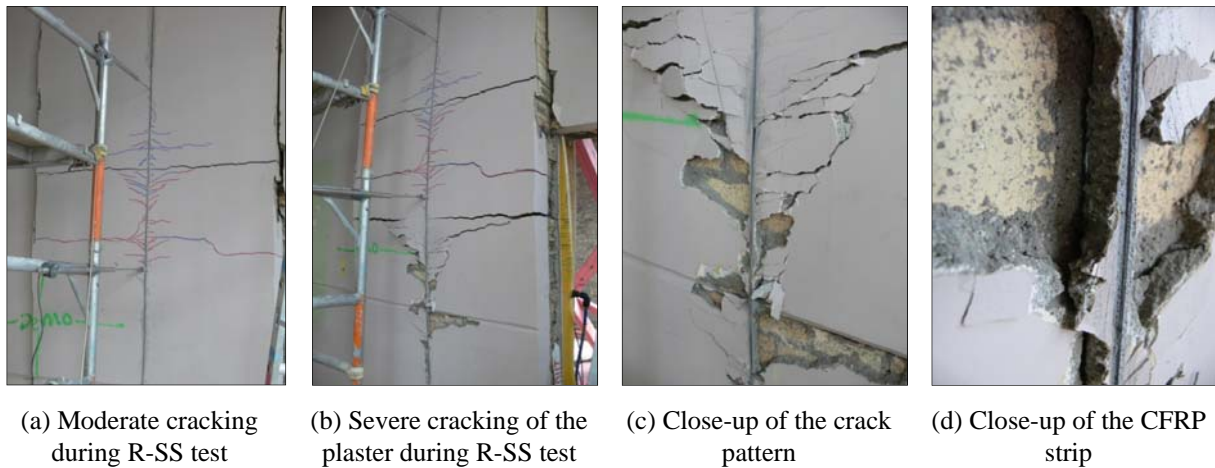 DEMO
(a) Moderate cracking
during R-SS test
(b) Severe cracking of the
plaster during R-SS test
(c) Close-up of the crack
pattern
(d) Close-up of the CFRP
strip